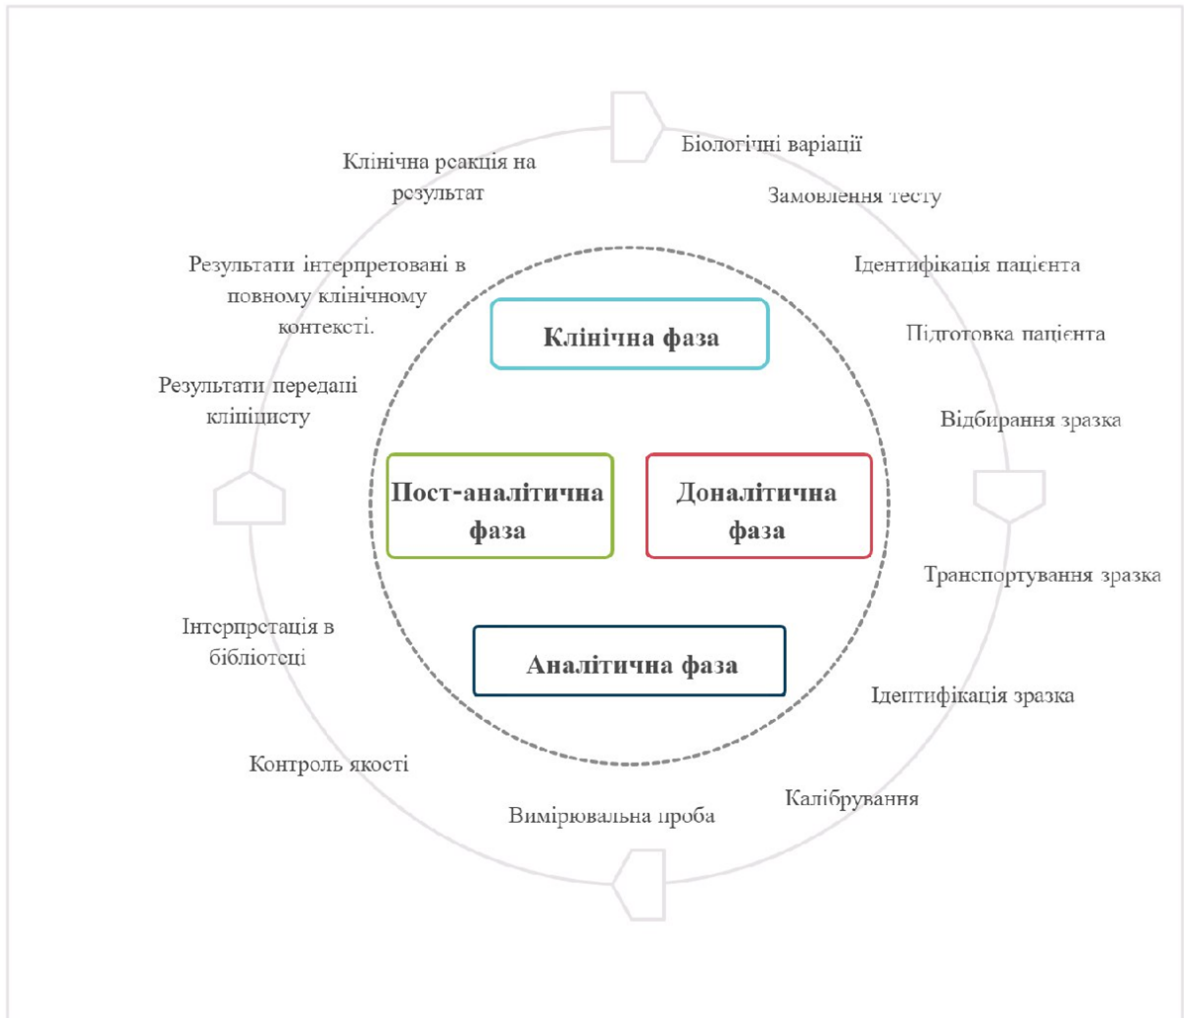 Біологічні варіації
Клінічна реакція на
результат
Замовлення тесту
Результати інтерпретовані в
повному клінічному
контексті.
Ідентифікація пацієнта
Клінічна фаза
Підготовка пацієнта
Результати передані
кліпіцисту
Відбирання зразка
Пост-аналітична
фаза
Доналітична
фаза
Транспортування зразка
Інтерпретація в
бібліотеці
Аналітична фаза
Ідентифікація зразка
Контроль якості
Калібрування
Вимірювальна проба